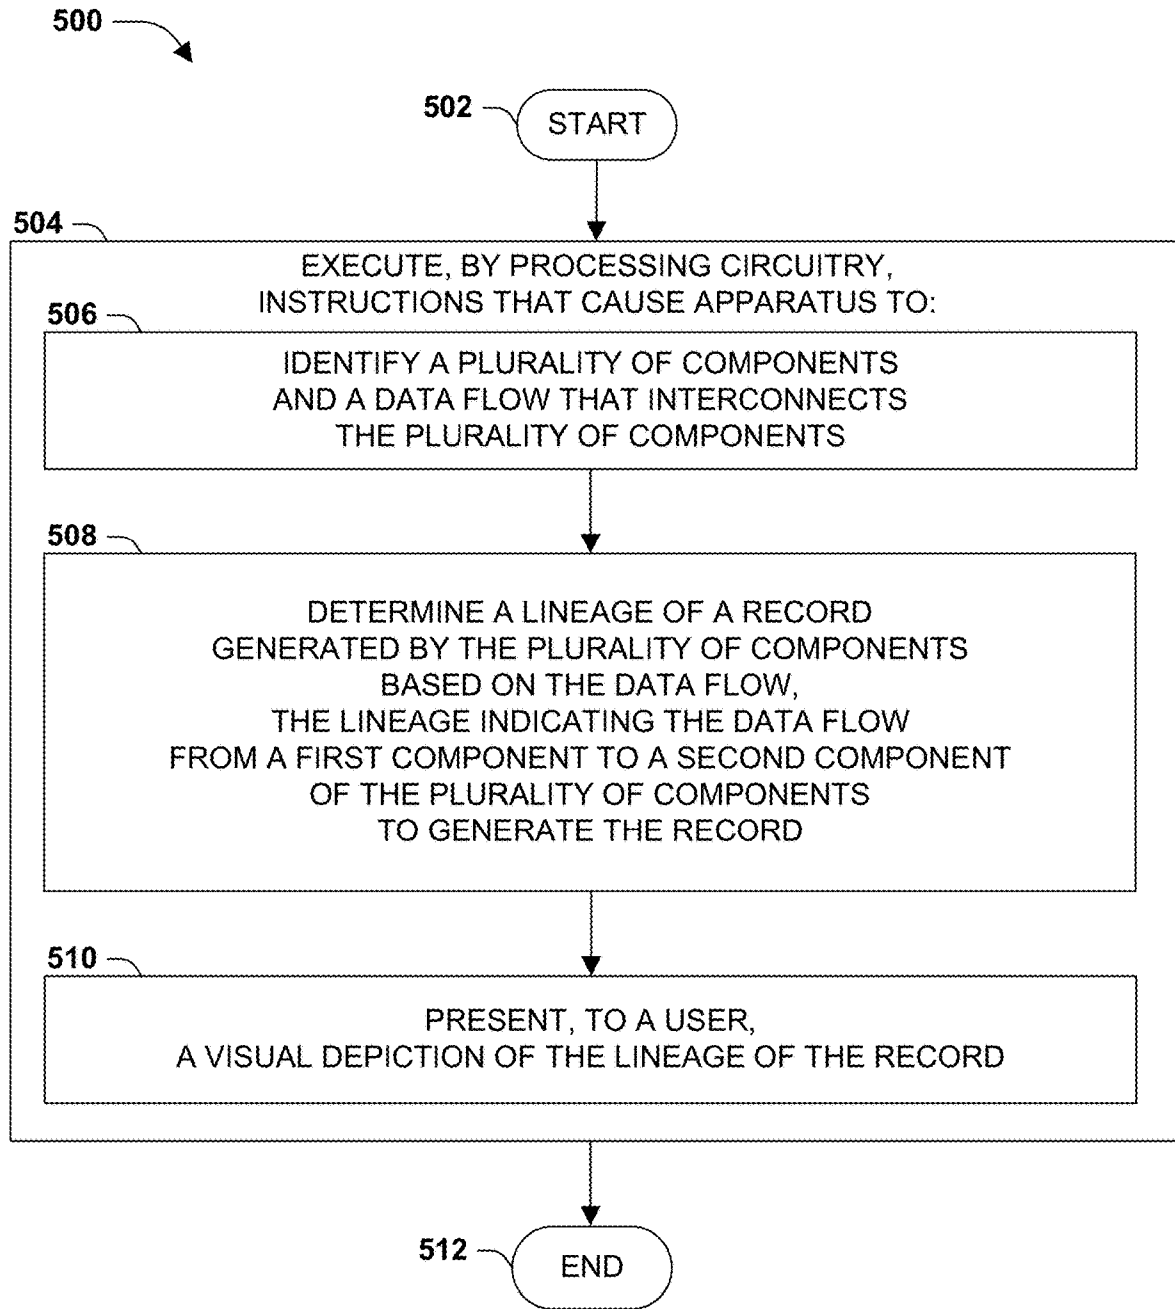 500
502
START
504
EXECUTE, BY PROCESSING CIRCUITRY,
INSTRUCTIONS THAT CAUSE APPARATUS TO:
506
IDENTIFY A PLURALITY OF COMPONENTS
AND A DATA FLOW THAT INTERCONNECTS
THE PLURALITY OF COMPONENTS
508
DETERMINE A LINEAGE OF A RECORD
GENERATED BY THE PLURALITY OF COMPONENTS
BASED ON THE DATA FLOW,
THE LINEAGE INDICATING THE DATA FLOW
FROM A FIRST COMPONENT TO A SECOND COMPONENT
OF THE PLURALITY OF COMPONENTS
TO GENERATE THE RECORD
510
PRESENT, TO A USER,
A VISUAL DEPICTION OF THE LINEAGE OF THE RECORD
512
END